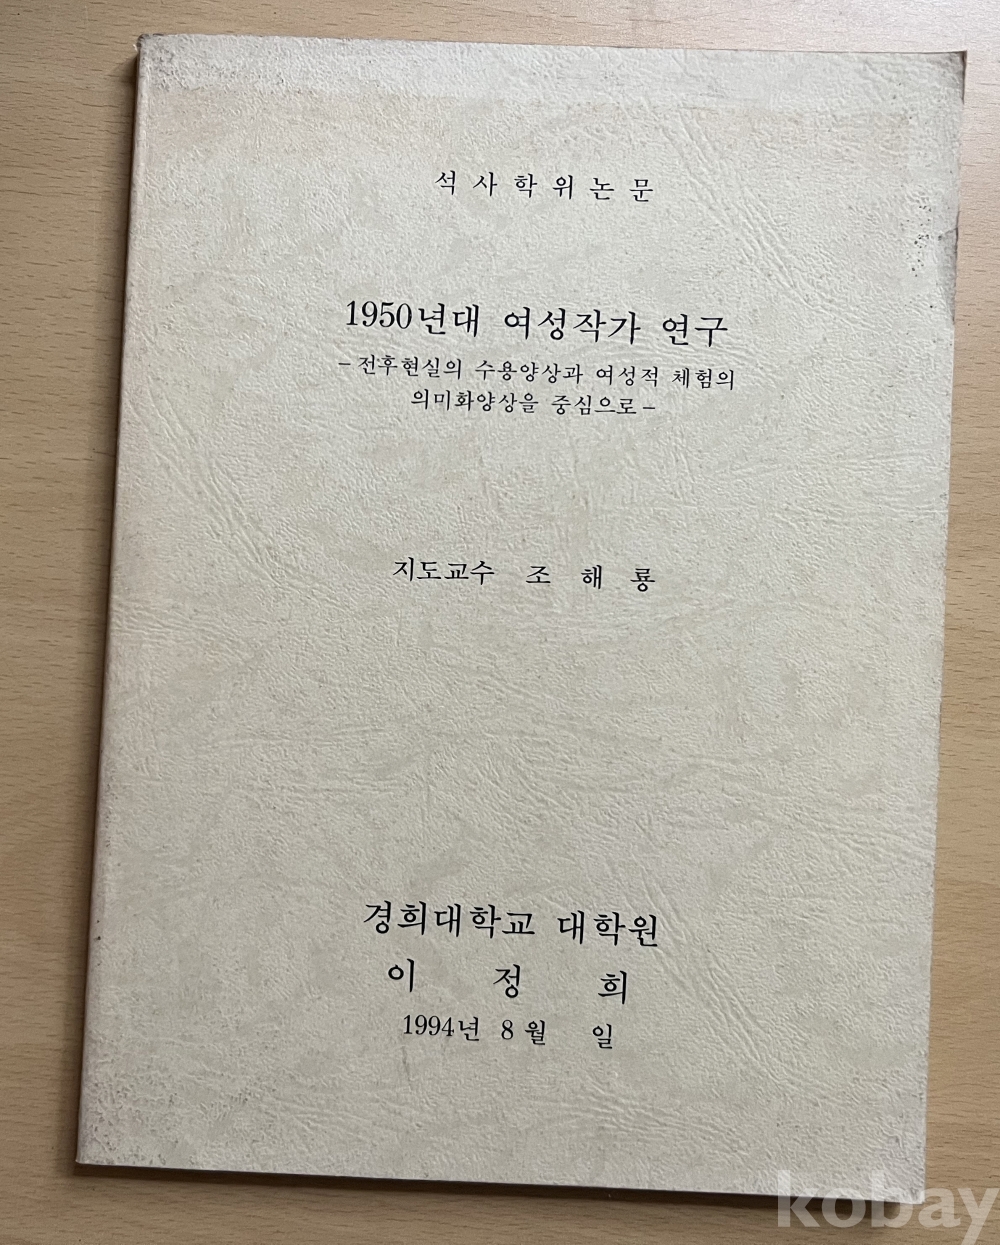 석 사 학 위 논 문
1950년대 여성작가 연구
- 전후현실의 수용양상과 여성적 체험의
의미화양상을 중심으로 -
지도교수 조 해 룡
경희대학교 대학원
이 정 희
1994년 8월 일
kobay